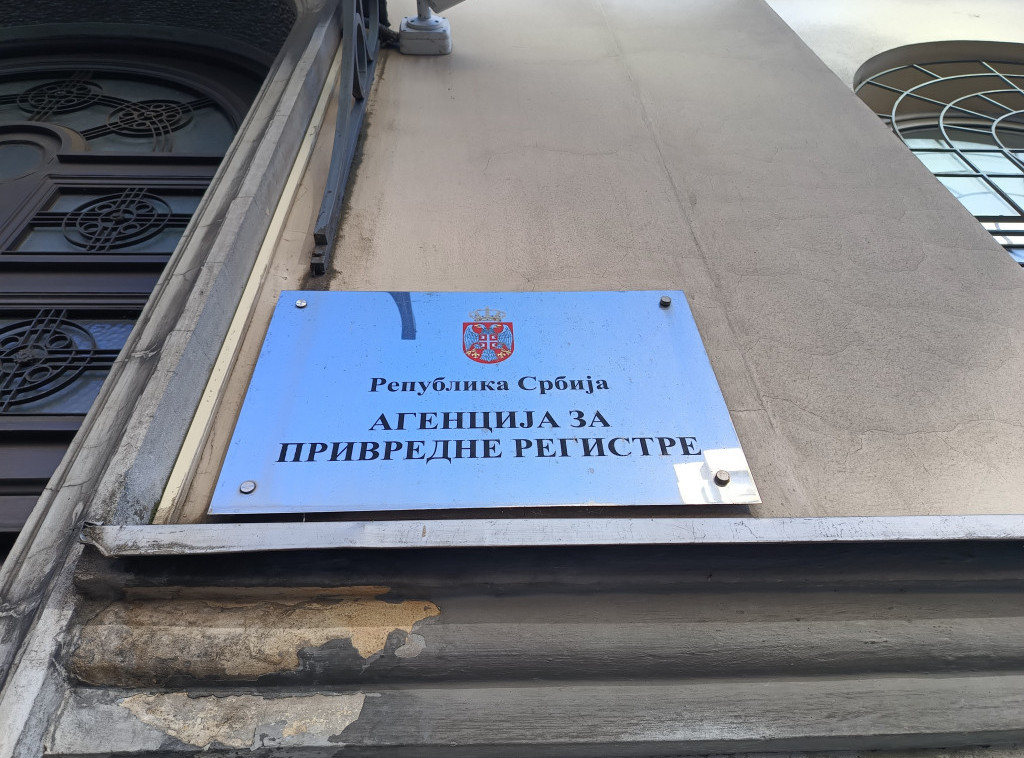 Република Србија
АГЕНЦИЈА ЗА
ПРИВРЕДНЕ РЕГИСТРЕ